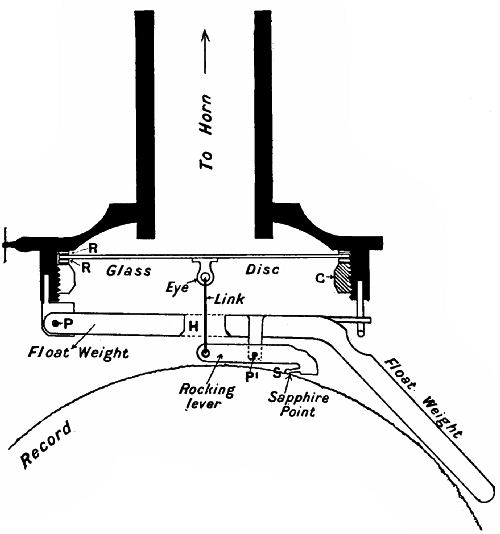 To Horn
R
R
Glass
Disc
C
Eye
Link
P
H
Float Weight
Float Weight
P1
S
Rocking
lever
Sapphire
Point
Record